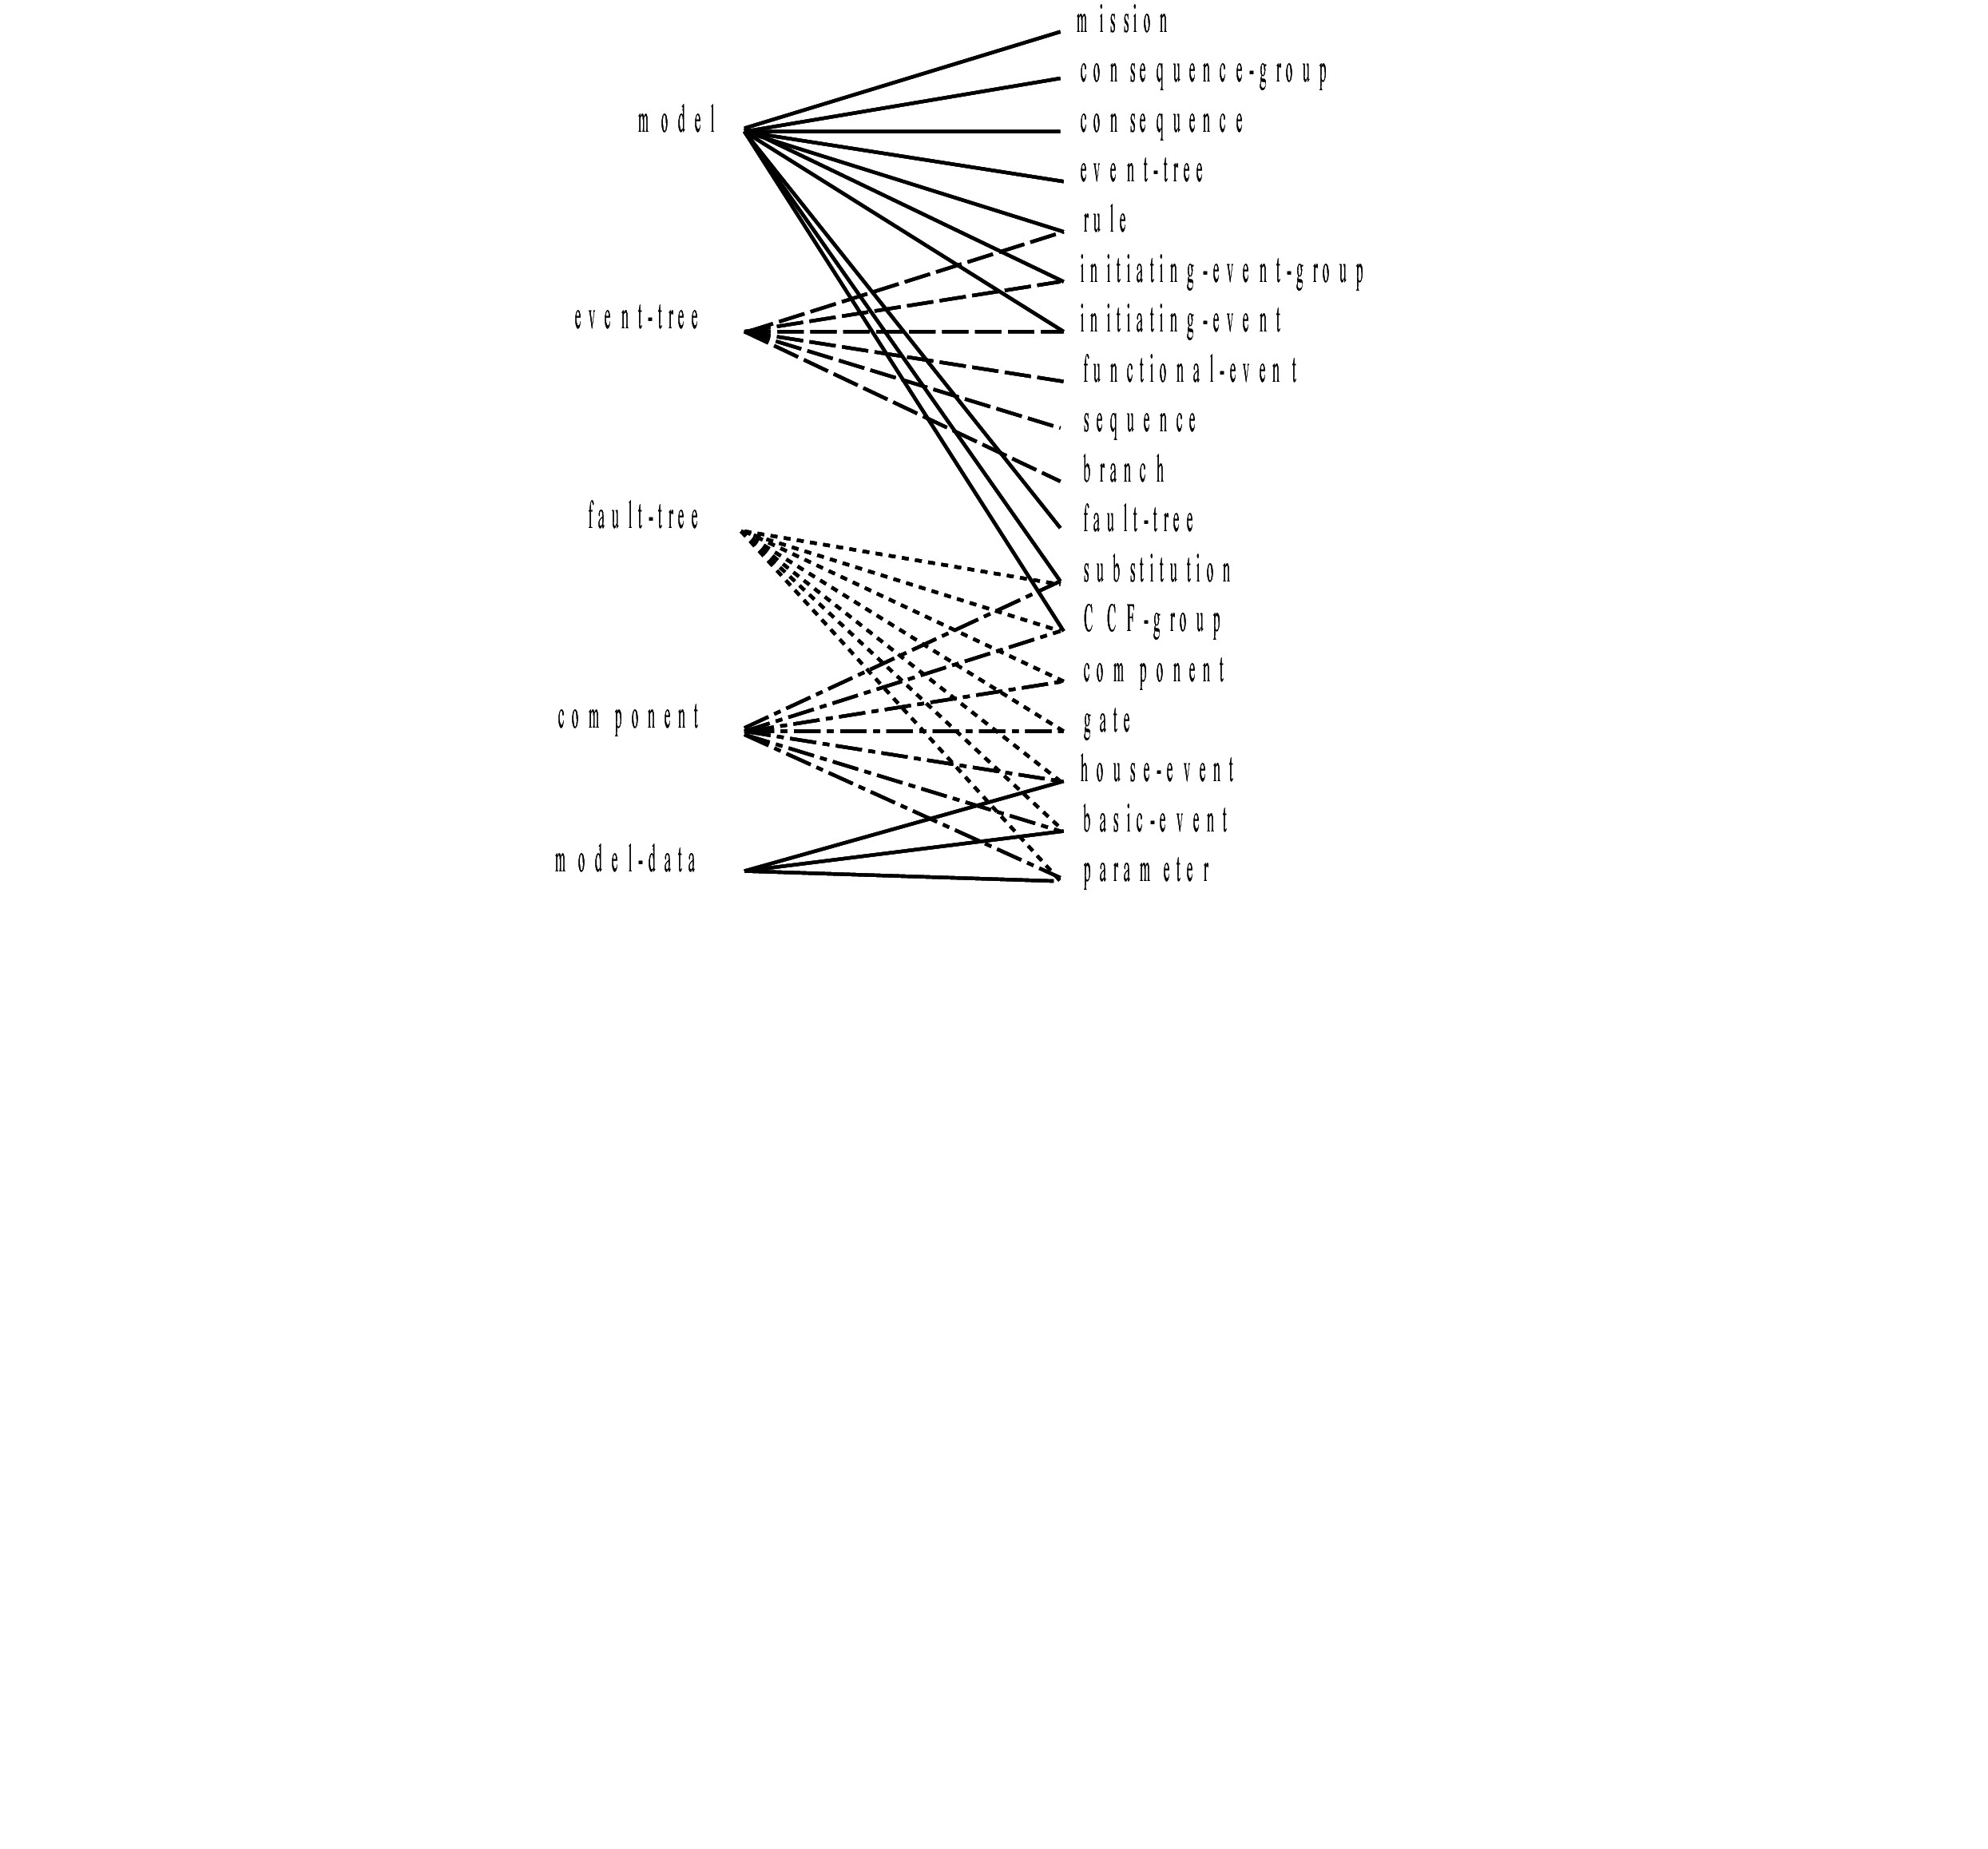 mission
consequence-group
model
consequence
event-tree
rule
initiating-event-group
event-tree
initiating-event
functional-event
sequence
branch
fault-tree
fault-tree
substitution
CCF-group
component
component
gate
house-event
basic-event
model-data
parameter